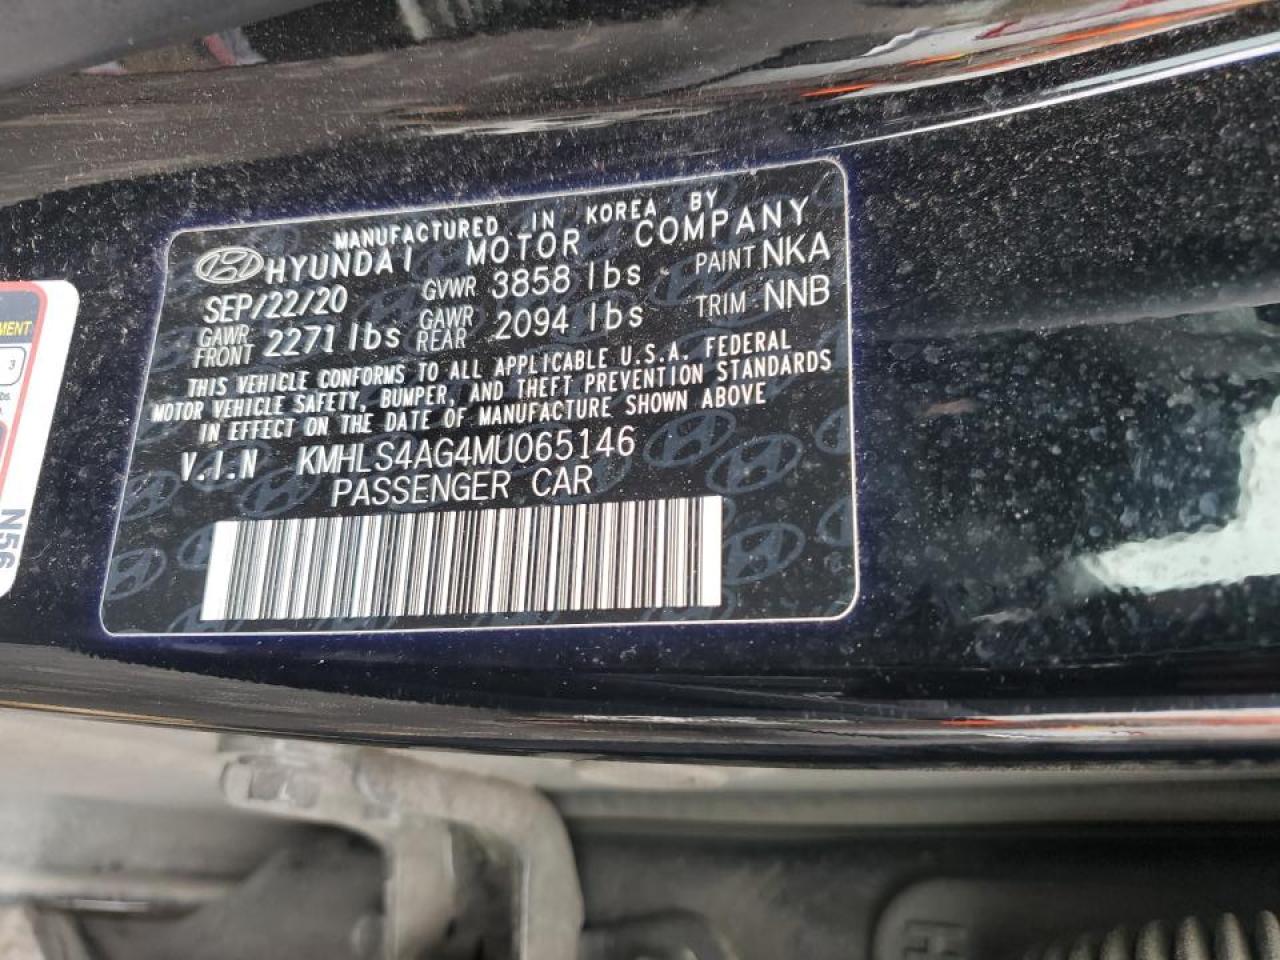 MANUFACTURED IN KOREA BY
HYUNDAI MOTOR COMPANY
SEP/22/20 GVWR 3858 lbs PAINT NKA
GAWR FRONT 2271 lbs GAWR REAR 2094 lbs TRIM NNB
THIS VEHICLE CONFORMS TO ALL APPLICABLE U.S.A. FEDERAL
MOTOR VEHICLE SAFETY, BUMPER, AND THEFT PREVENTION STANDARDS
IN EFFECT ON THE DATE OF MANUFACTURE SHOWN ABOVE
V.I.N KMHLS4AG4MU065146
PASSENGER CAR
3
N56